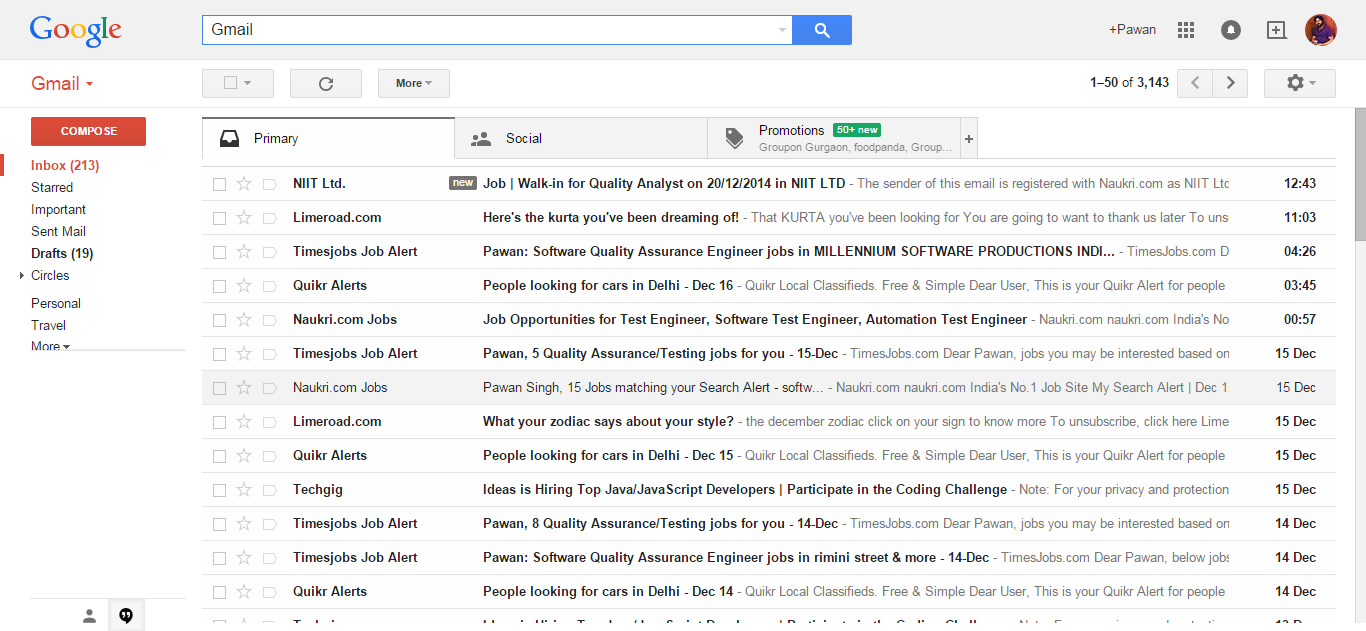 Google
Gmail
+Pawan
Gmail
More
1–50 of 3,143
COMPOSE
Inbox (213)
Starred
Important
Sent Mail
Drafts (19)
Circles
Personal
Travel
More
Primary
Social
Promotions 50+ new
Groupon Gurgaon, foodpanda, Group...
+
NIIT Ltd. new Job | Walk-in for Quality Analyst on 20/12/2014 in NIIT LTD - The sender of this email is registered with Naukri.com as NIIT Ltd 12:43
Limeroad.com Here's the kurta you've been dreaming of! - That KURTA you've been looking for You are going to want to thank us later To uns 11:03
Timesjobs Job Alert Pawan: Software Quality Assurance Engineer jobs in MILLENNIUM SOFTWARE PRODUCTIONS INDI... - TimesJobs.com D 04:26
Quikr Alerts People looking for cars in Delhi - Dec 16 - Quikr Local Classifieds. Free & Simple Dear User, This is your Quikr Alert for people 03:45
Naukri.com Jobs Job Opportunities for Test Engineer, Software Test Engineer, Automation Test Engineer - Naukri.com naukri.com India's No 00:57
Timesjobs Job Alert Pawan, 5 Quality Assurance/Testing jobs for you - 15-Dec - TimesJobs.com Dear Pawan, jobs you may be interested based on 15 Dec
Naukri.com Jobs Pawan Singh, 15 Jobs matching your Search Alert - softw... - Naukri.com naukri.com India's No.1 Job Site My Search Alert | Dec 1 15 Dec
Limeroad.com What your zodiac says about your style? - the december zodiac click on your sign to know more To unsubscribe, click here Lime 15 Dec
Quikr Alerts People looking for cars in Delhi - Dec 15 - Quikr Local Classifieds. Free & Simple Dear User, This is your Quikr Alert for people 15 Dec
Techgig Ideas is Hiring Top Java/JavaScript Developers | Participate in the Coding Challenge - Note: For your privacy and protection 15 Dec
Timesjobs Job Alert Pawan, 8 Quality Assurance/Testing jobs for you - 14-Dec - TimesJobs.com Dear Pawan, jobs you may be interested based on 14 Dec
Timesjobs Job Alert Pawan: Software Quality Assurance Engineer jobs in rimini street & more - 14-Dec - TimesJobs.com Dear Pawan, below jobs 14 Dec
Quikr Alerts People looking for cars in Delhi - Dec 14 - Quikr Local Classifieds. Free & Simple Dear User, This is your Quikr Alert for people 14 Dec